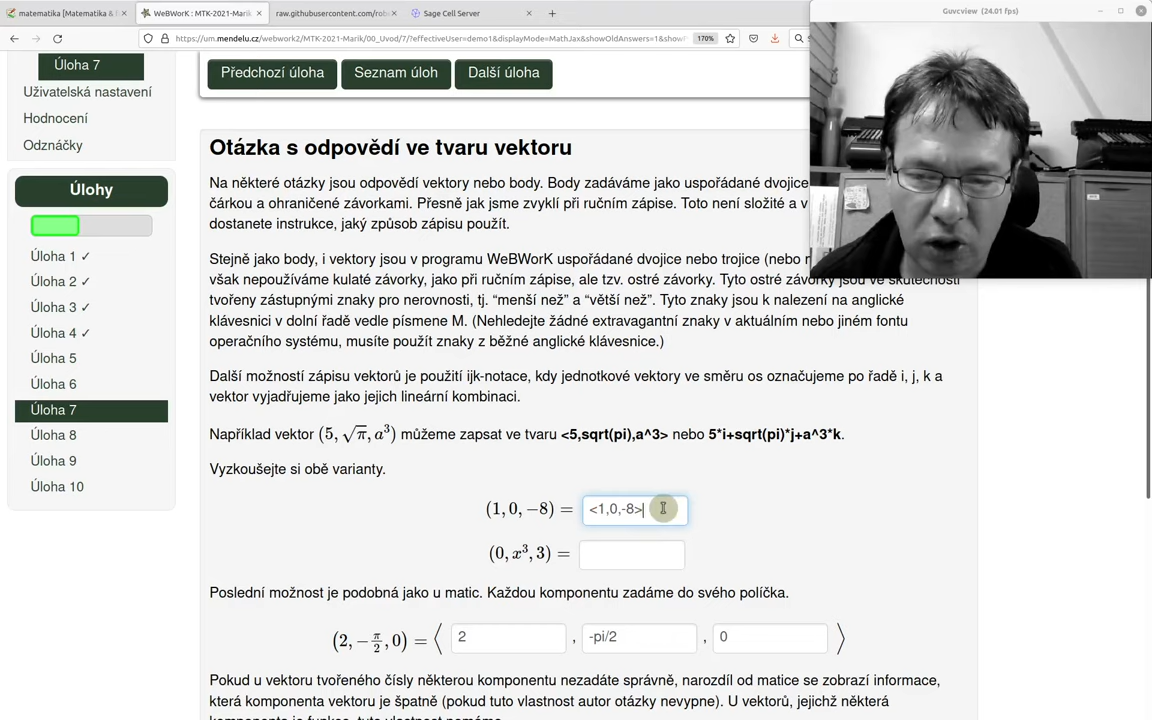 matematika [Matematika & 
WeBWorK : MTK-2021-Marik
raw.githubusercontent.com/rob
Sage Cell Server
Guvcview (24.01 fps)
https://um.mendelu.cz/webwork2/MTK-2021-Marik/00_Uvod/7/?effectiveUser=demo1&displayMode=MathJax&showOldAnswers=1&show
170%
Úloha 7
Uživatelská nastavení
Hodnocení
Odznáčky
Úlohy
Úloha 1 ✓
Úloha 2 ✓
Úloha 3 ✓
Úloha 4 ✓
Úloha 5
Úloha 6
Úloha 7
Úloha 8
Úloha 9
Úloha 10
Předchozí úloha
Seznam úloh
Další úloha
Otázka s odpovědí ve tvaru vektoru
Na některé otázky jsou odpovědí vektory nebo body. Body zadáváme jako uspořádané dvojice
čárkou a ohraničené závorkami. Přesně jak jsme zvyklí při ručním zápise. Toto není složité a v
dostanete instrukce, jaký způsob zápisu použít.
Stejně jako body, i vektory jsou v programu WeBWorK uspořádané dvojice nebo trojice (nebo
však nepoužíváme kulaté závorky, jako při ručním zápise, ale tzv. ostré závorky. Tyto ostré závorky jsou ve skutečnosti
tvořeny zástupnými znaky pro nerovnosti, tj. “menší než” a “větší než”. Tyto znaky jsou k nalezení na anglické
klávesnici v dolní řadě vedle písmene M. (Nehledejte žádné extravagantní znaky v aktuálním nebo jiném fontu
operačního systému, musíte použít znaky z běžné anglické klávesnice.)
Další možností zápisu vektorů je použití ijk-notace, kdy jednotkové vektory ve směru os označujeme po řadě i, j, k a
vektor vyjadřujeme jako jejich lineární kombinaci.
Například vektor (5, √π, a³) můžeme zapsat ve tvaru <5,sqrt(pi),a^3> nebo 5*i+sqrt(pi)*j+a^3*k.
Vyzkoušejte si obě varianty.
(1, 0, −8) = <1,0,-8>
(0, x³, 3) =
Poslední možnost je podobná jako u matic. Každou komponentu zadáme do svého políčka.
(2, −π/2, 0) = ⟨ 2 , -pi/2 , 0 ⟩
Pokud u vektoru tvořeného čísly některou komponentu nezadáte správně, narozdíl od matice se zobrazí informace,
která komponenta vektoru je špatně (pokud tuto vlastnost autor otázky nevypne). U vektorů, jejichž některá
komponenta je funkce, tuto vlastnost nemáme.